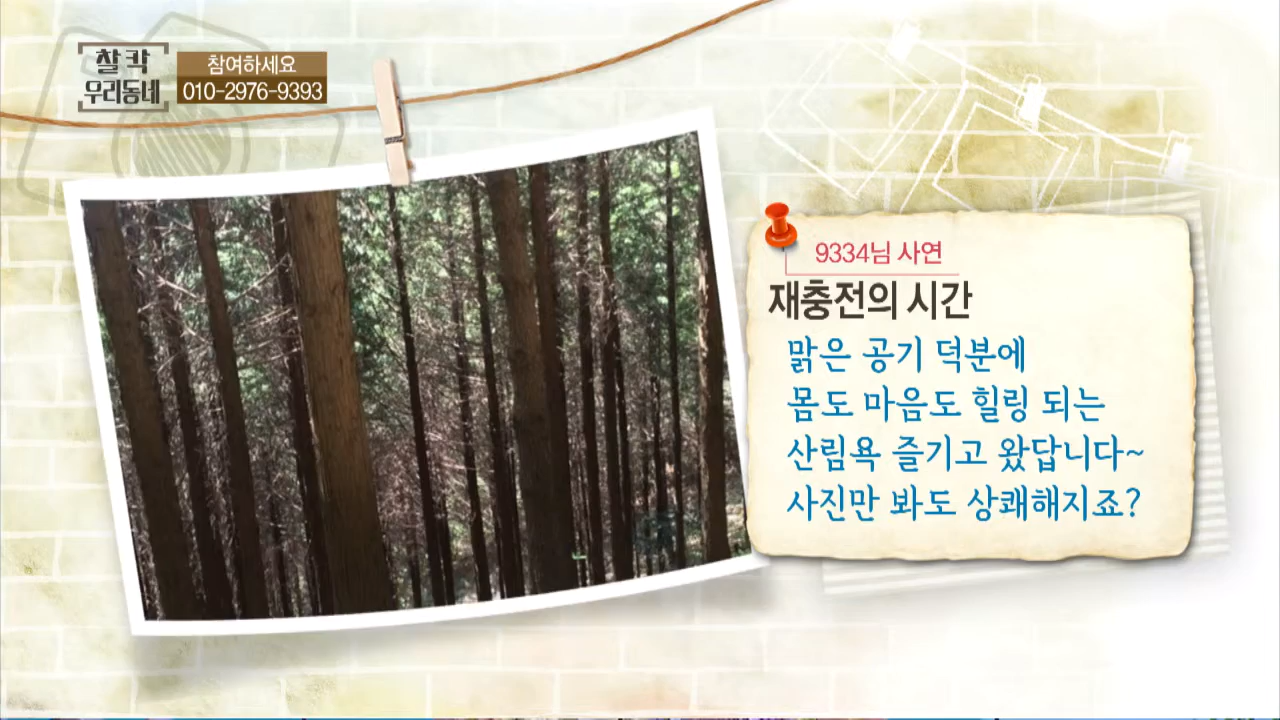 찰칵
우리동네
참여하세요
010-2976-9393
9334님 사연
재충전의 시간
맑은 공기 덕분에
몸도 마음도 힐링 되는
산림욕 즐기고 왔답니다~
사진만 봐도 상쾌해지죠?